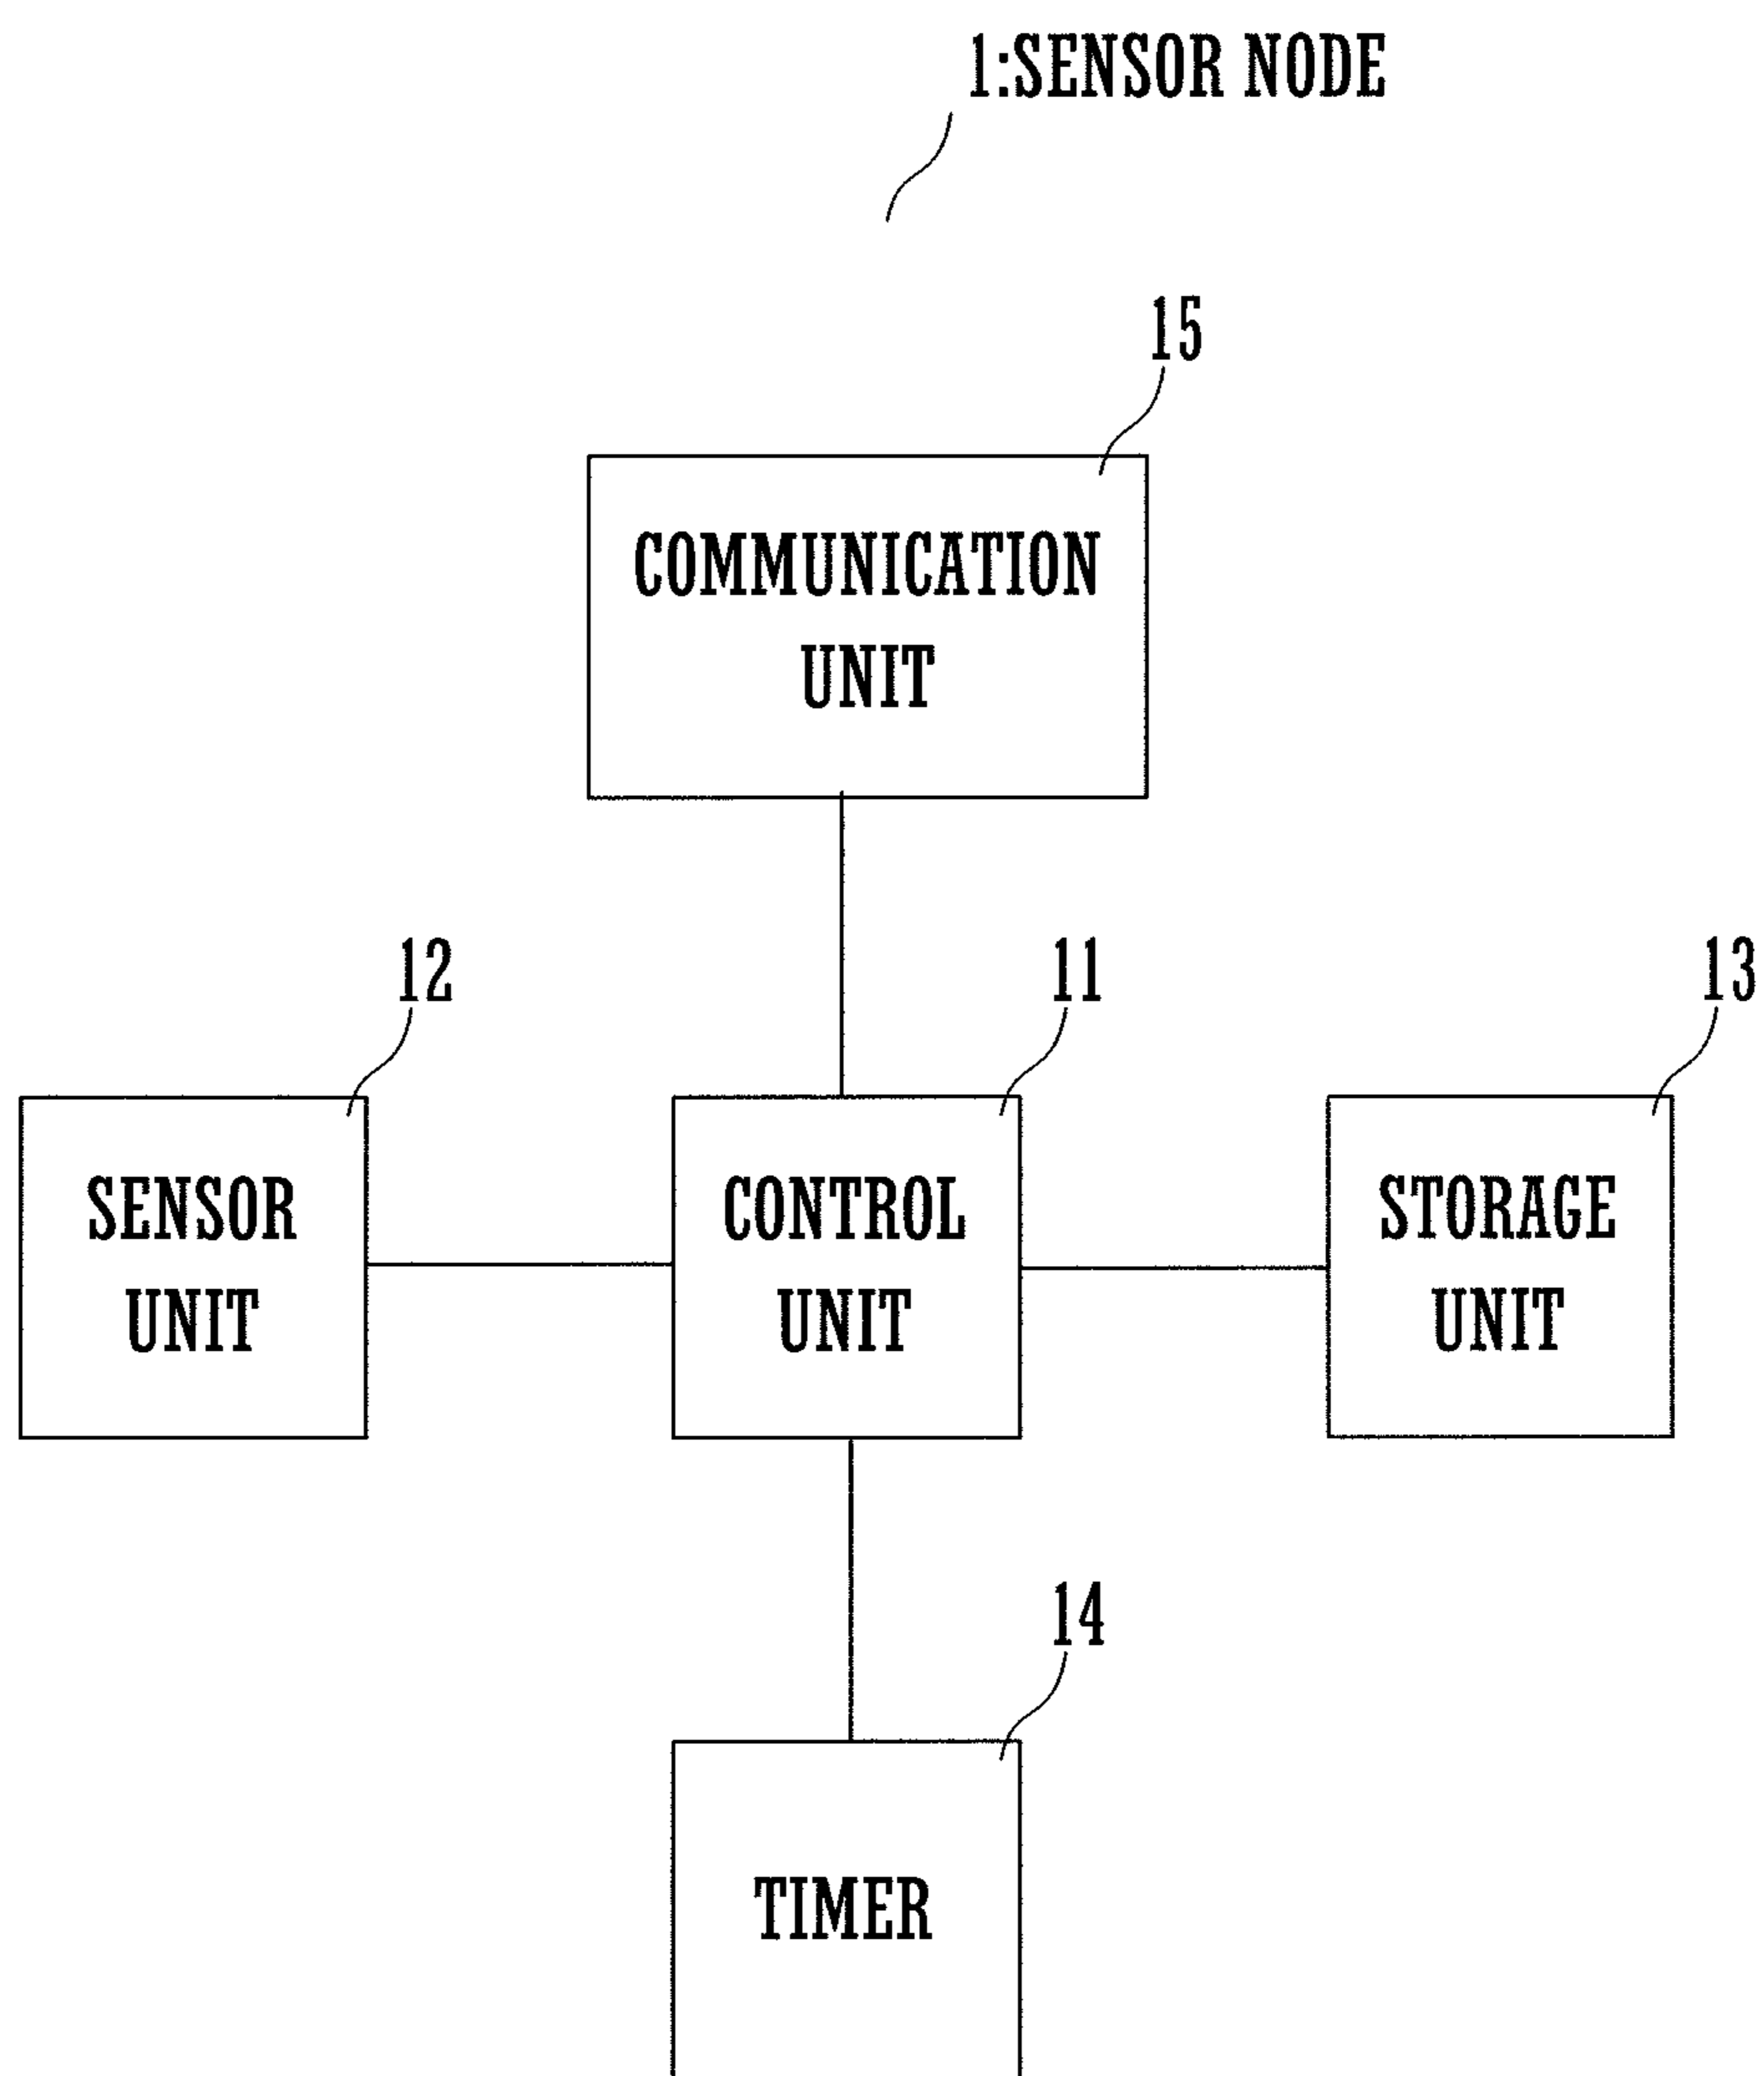 1:SENSOR NODE
15
COMMUNICATION
UNIT
12
11
13
SENSOR
UNIT
CONTROL
UNIT
STORAGE
UNIT
14
TIMER